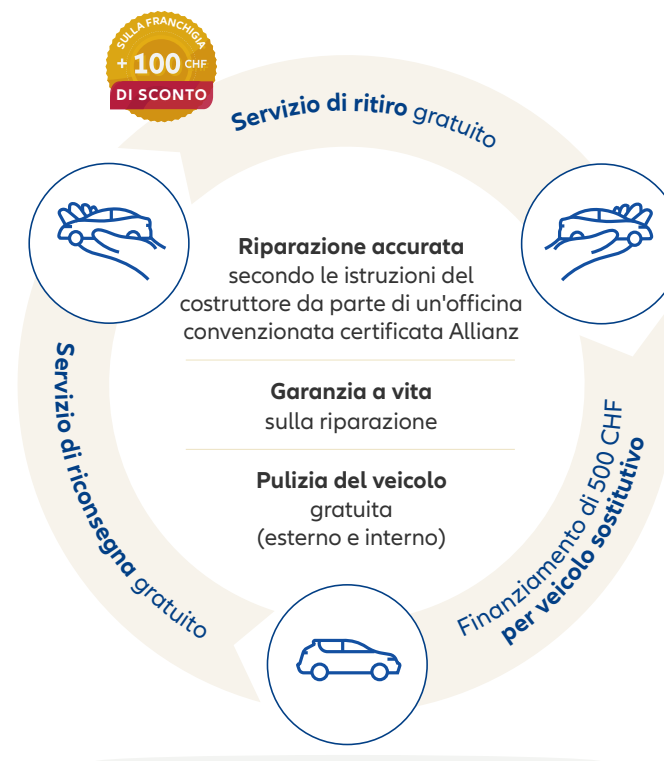 SULLA FRANCHIGIA
+ 100 CHF
DI SCONTO
Servizio di ritiro gratuito
Riparazione accurata
secondo le istruzioni del
costruttore da parte di un'officina
convenzionata certificata Allianz
Garanzia a vita
sulla riparazione
Pulizia del veicolo
gratuita
(esterno e interno)
Finanziamento di 500 CHF
per veicolo sostitutivo
Servizio di riconsegna gratuito